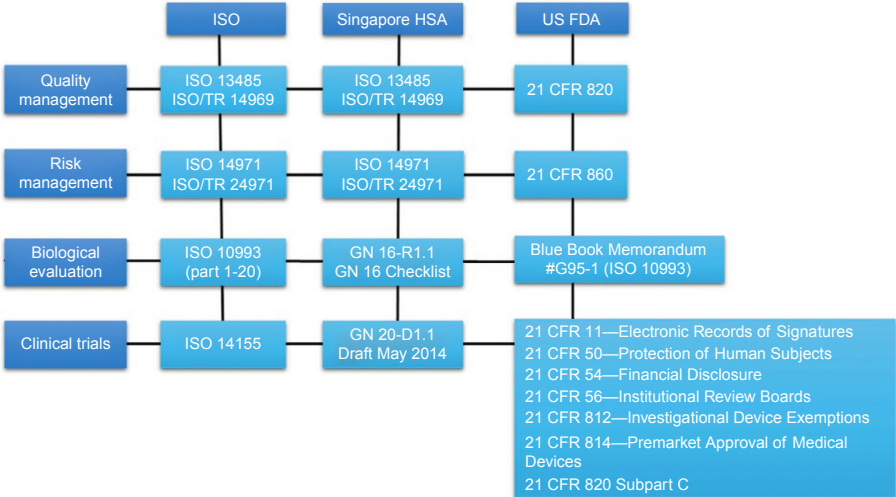 ISO
Singapore HSA
US FDA
Quality
management
ISO 13485
ISO/TR 14969
ISO 13485
ISO/TR 14969
21 CFR 820
Risk
management
ISO 14971
ISO/TR 24971
ISO 14971
ISO/TR 24971
21 CFR 860
Biological
evaluation
ISO 10993
(part 1-20)
GN 16-R1.1
GN 16 Checklist
Blue Book Memorandum
#G95-1 (ISO 10993)
Clinical trials
ISO 14155
GN 20-D1.1
Draft May 2014
21 CFR 11—Electronic Records of Signatures
21 CFR 50—Protection of Human Subjects
21 CFR 54—Financial Disclosure
21 CFR 56—Institutional Review Boards
21 CFR 812—Investigational Device Exemptions
21 CFR 814—Premarket Approval of Medical
Devices
21 CFR 820 Subpart C